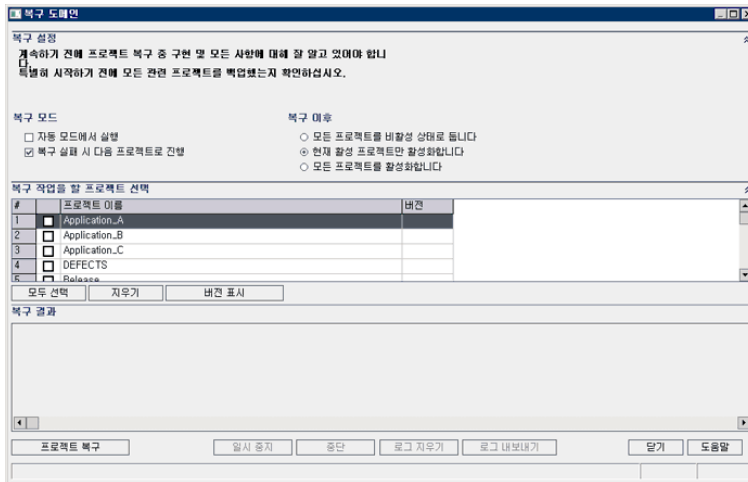 복구 도메인
복구 설정
계속하기 전에 프로젝트 복구 중 구현 및 모든 사항에 대해 잘 알고 있어야 합니
다.
특별히 시작하기 전에 모든 관련 프로젝트를 백업했는지 확인하십시오.
복구 모드
복구 이후
자동 모드에서 실행
모든 프로젝트를 비활성 상태로 둡니다
복구 실패 시 다음 프로젝트로 진행
현재 활성 프로젝트만 활성화합니다
모든 프로젝트를 활성화합니다
복구 작업을 할 프로젝트 선택
# 프로젝트 이름 버전
1 Application_A
2 Application_B
3 Application_C
4 DEFECTS
5 Release
모두 선택 지우기 버전 표시
복구 결과
프로젝트 복구 일시 중지 중단 로그 지우기 로그 내보내기 닫기 도움말